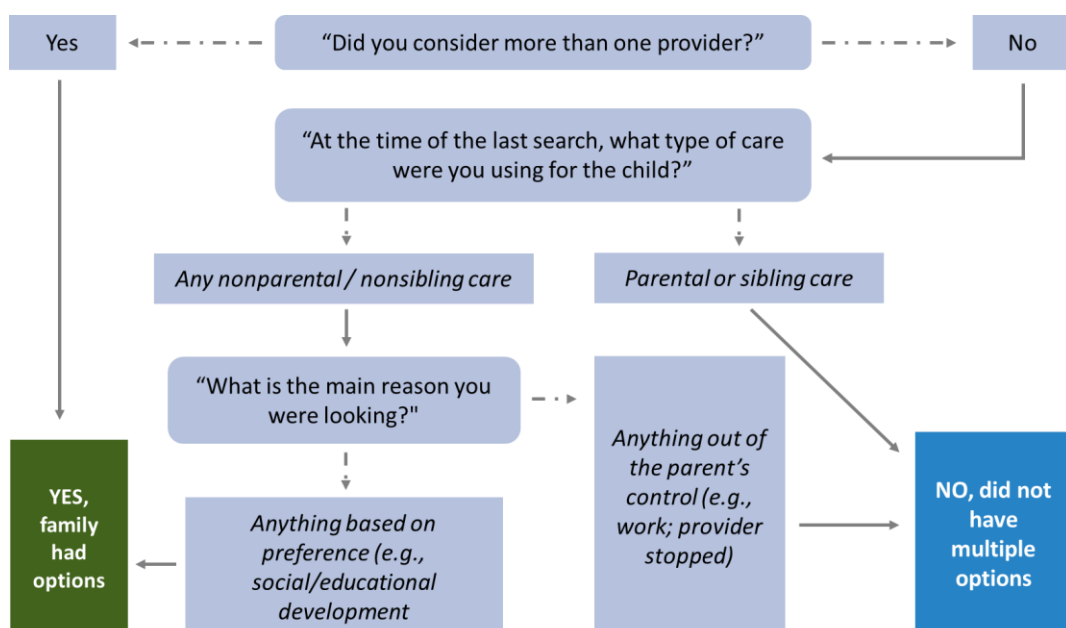 Yes
“Did you consider more than one provider?”
No
“At the time of the last search, what type of care
were you using for the child?”
Any nonparental / nonsibling care
Parental or sibling care
“What is the main reason you
were looking?"
Anything out of
the parent’s
control (e.g.,
work; provider
stopped)
YES,
family
had
options
Anything based on
preference (e.g.,
social/educational
development
NO, did not
have
multiple
options